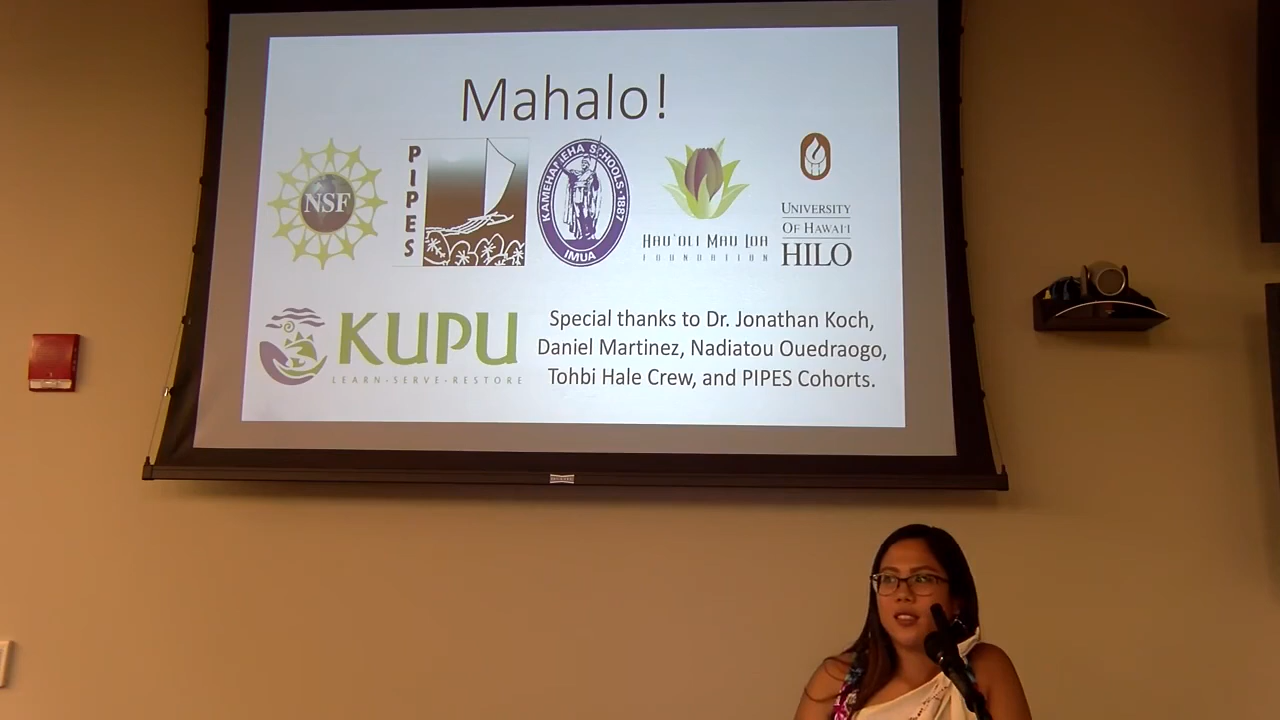 Mahalo!
NSF
PIPES
KAMEHAMEHA SCHOOLS · 1887
IMUA
HAU'OLI MAU LOA
FOUNDATION
UNIVERSITY
OF HAWAI'I
HILO
KUPU
LEARN·SERVE·RESTORE
Special thanks to Dr. Jonathan Koch,
Daniel Martinez, Nadiatou Ouedraogo,
Tohbi Hale Crew, and PIPES Cohorts.